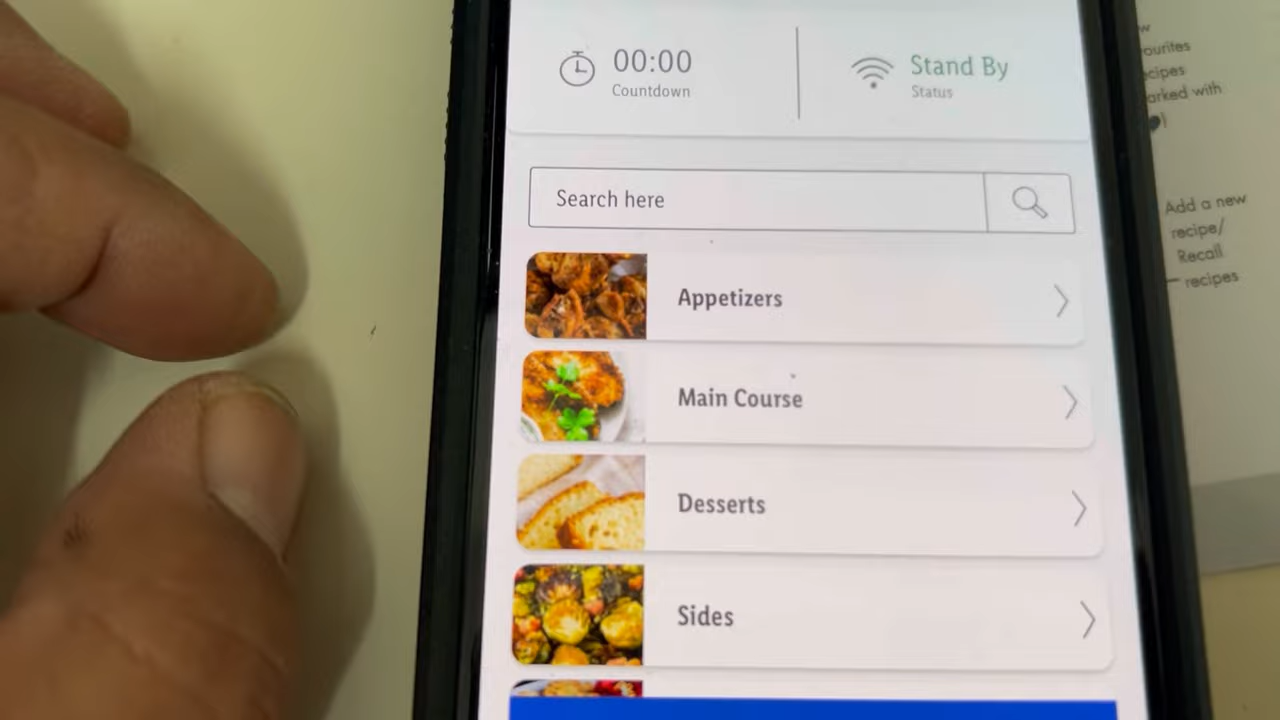 00:00
Countdown
Stand By
Status
Search here
Appetizers
Main Course
Desserts
Sides
ourites
arked with
Add a new
recipe/
Recall
recipes